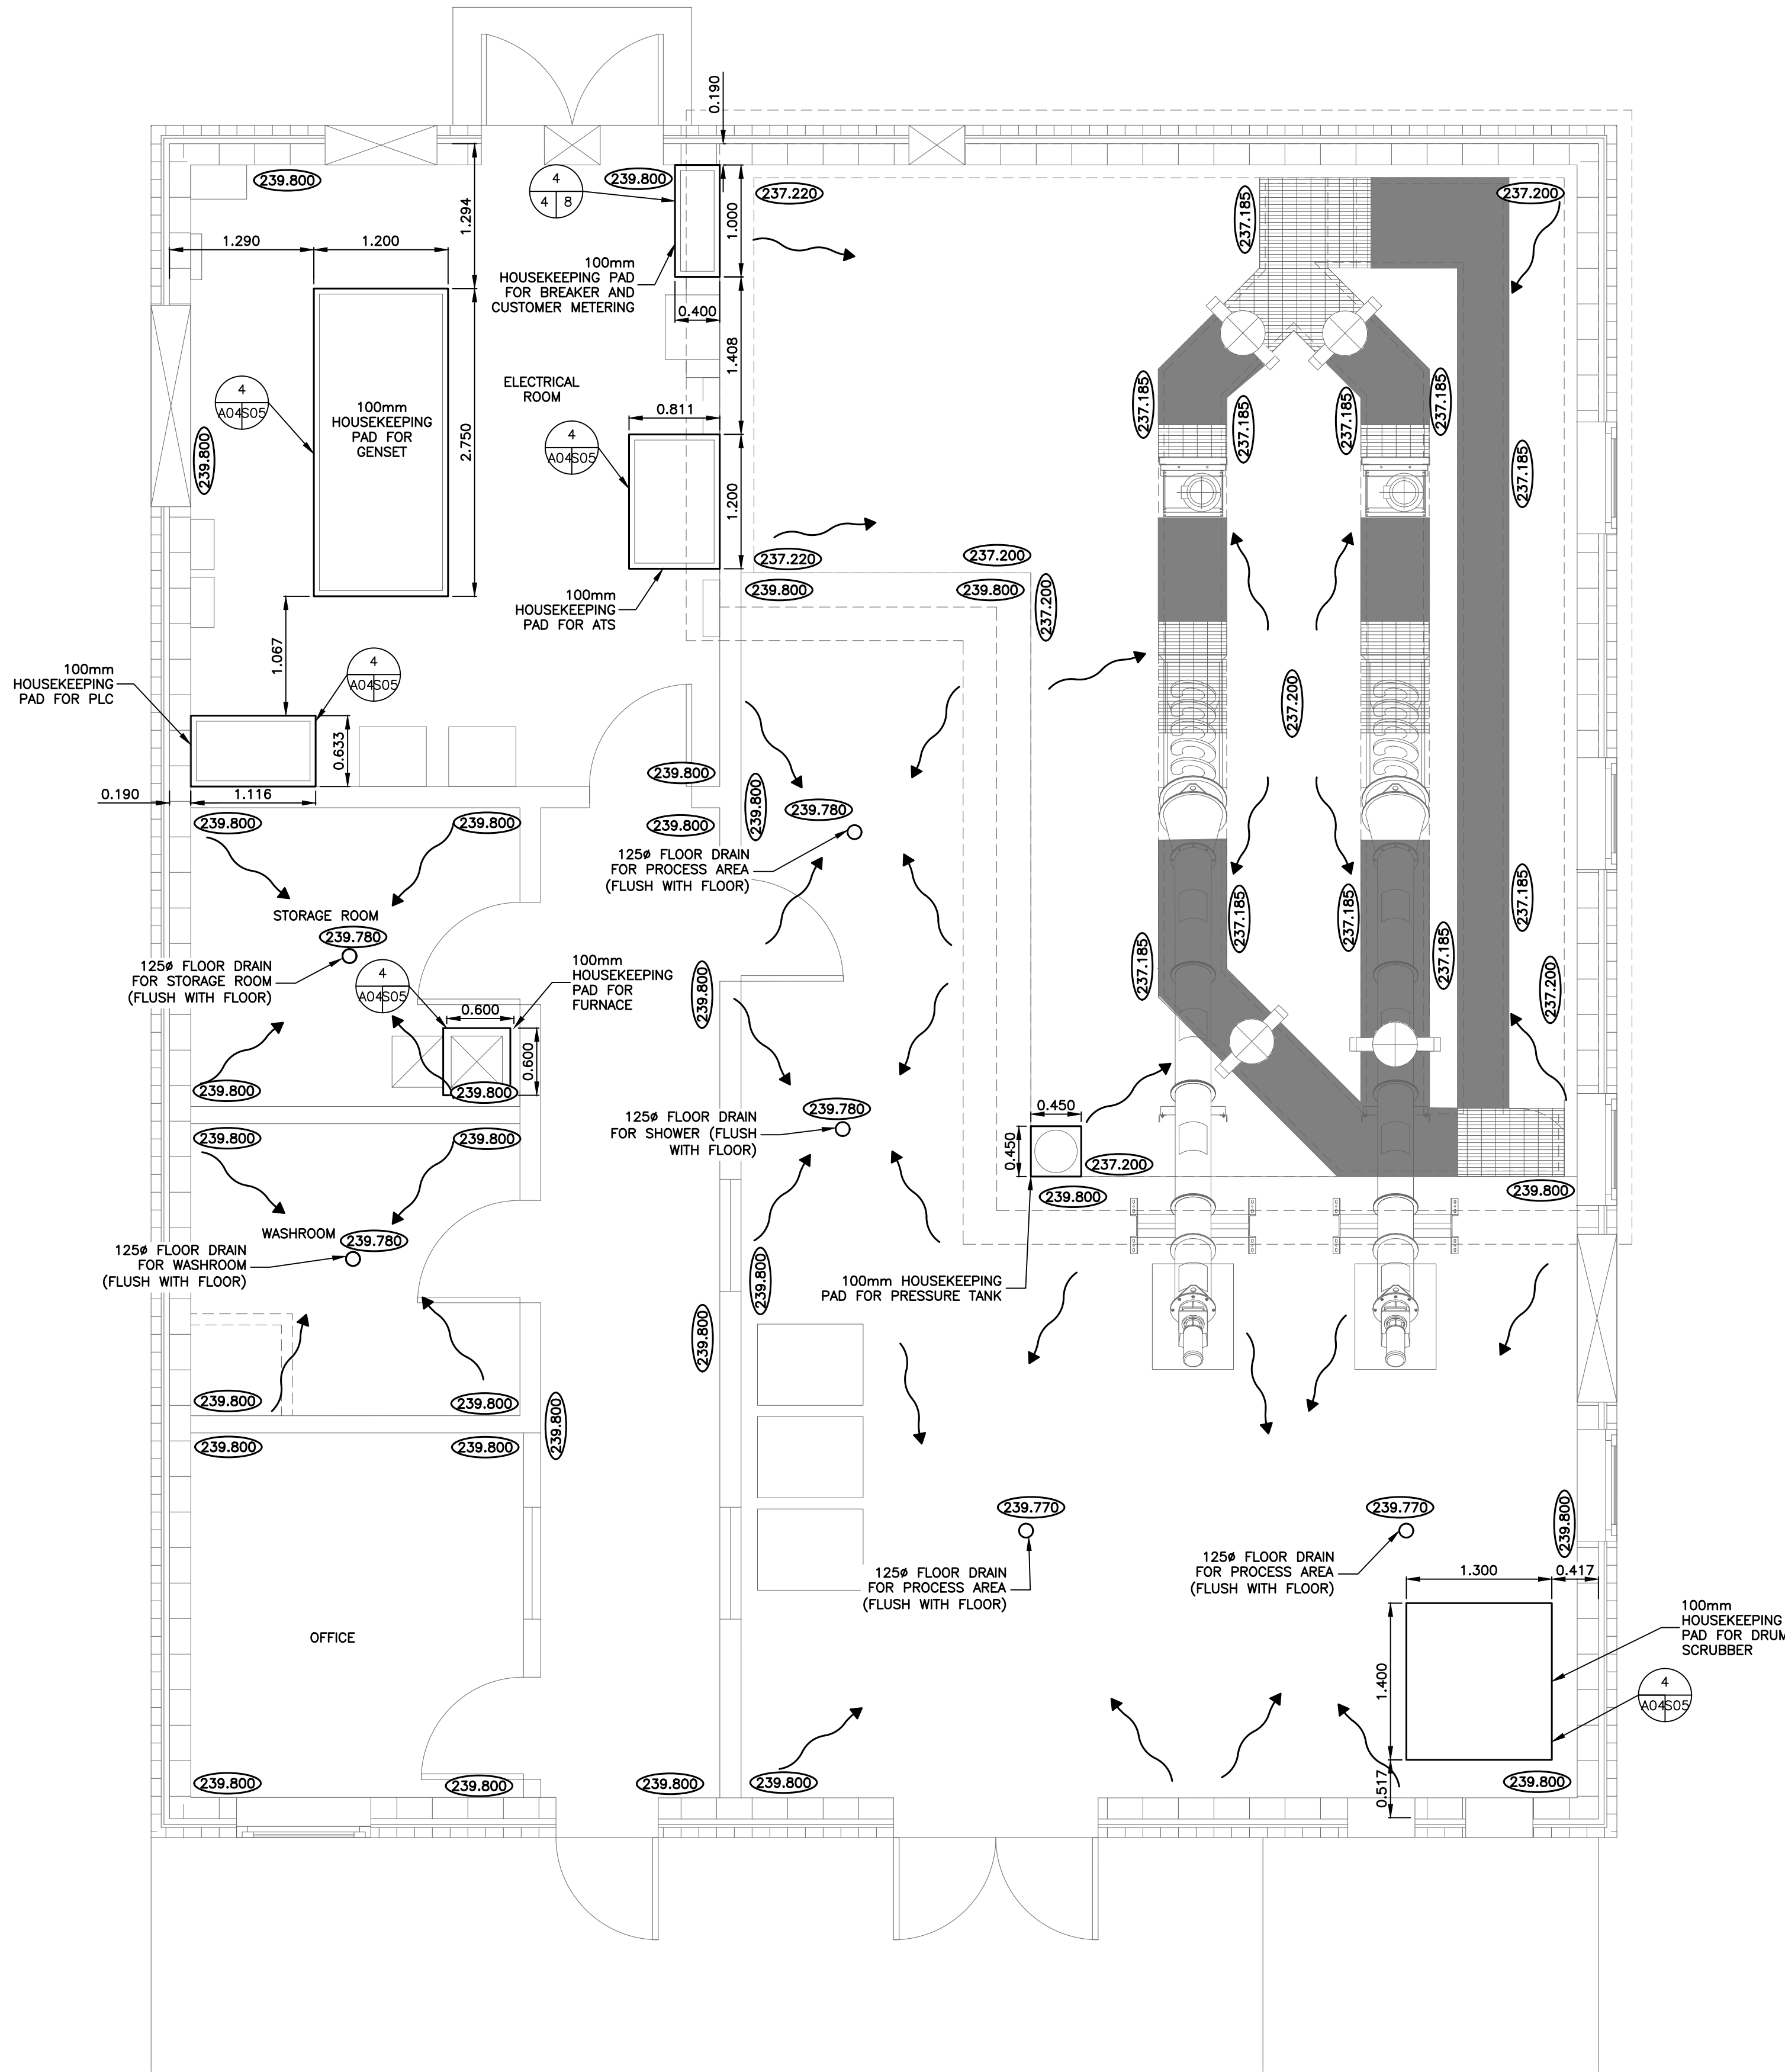 0.190
239.800
4
4 8
239.800
237.220
237.185
237.200
1.294
1.000
1.290
1.200
100mm
HOUSEKEEPING PAD
FOR BREAKER AND
CUSTOMER METERING
0.400
1.408
ELECTRICAL
ROOM
4
A04S05
100mm
HOUSEKEEPING
PAD FOR
GENSET
239.800
2.750
0.811
4
A04S05
1.200
237.185
237.185
237.185
237.185
237.185
237.220
237.200
239.800
239.800
237.200
100mm
HOUSEKEEPING
PAD FOR ATS
1.067
4
A04S05
100mm
HOUSEKEEPING
PAD FOR PLC
0.633
0.190
1.116
237.200
239.800
239.800
239.800
239.780
125ø FLOOR DRAIN
FOR PROCESS AREA
(FLUSH WITH FLOOR)
239.800
239.800
STORAGE ROOM
239.780
125ø FLOOR DRAIN
FOR STORAGE ROOM
(FLUSH WITH FLOOR)
4
A04S05
100mm
HOUSEKEEPING
PAD FOR
FURNACE
0.600
0.600
239.800
239.800
239.800
237.185
237.185
237.185
237.185
237.185
237.200
239.800
239.800
125ø FLOOR DRAIN
FOR SHOWER (FLUSH
WITH FLOOR)
239.780
0.450
0.450
237.200
239.800
239.800
WASHROOM
239.780
125ø FLOOR DRAIN
FOR WASHROOM
(FLUSH WITH FLOOR)
239.800
100mm HOUSEKEEPING
PAD FOR PRESSURE TANK
239.800
239.800
239.800
239.800
239.800
239.800
239.770
239.770
239.800
125ø FLOOR DRAIN
FOR PROCESS AREA
(FLUSH WITH FLOOR)
125ø FLOOR DRAIN
FOR PROCESS AREA
(FLUSH WITH FLOOR)
1.300
0.417
OFFICE
100mm
HOUSEKEEPING
PAD FOR DRUM
SCRUBBER
1.400
4
A04S05
0.517
239.800
239.800
239.800
239.800
239.800